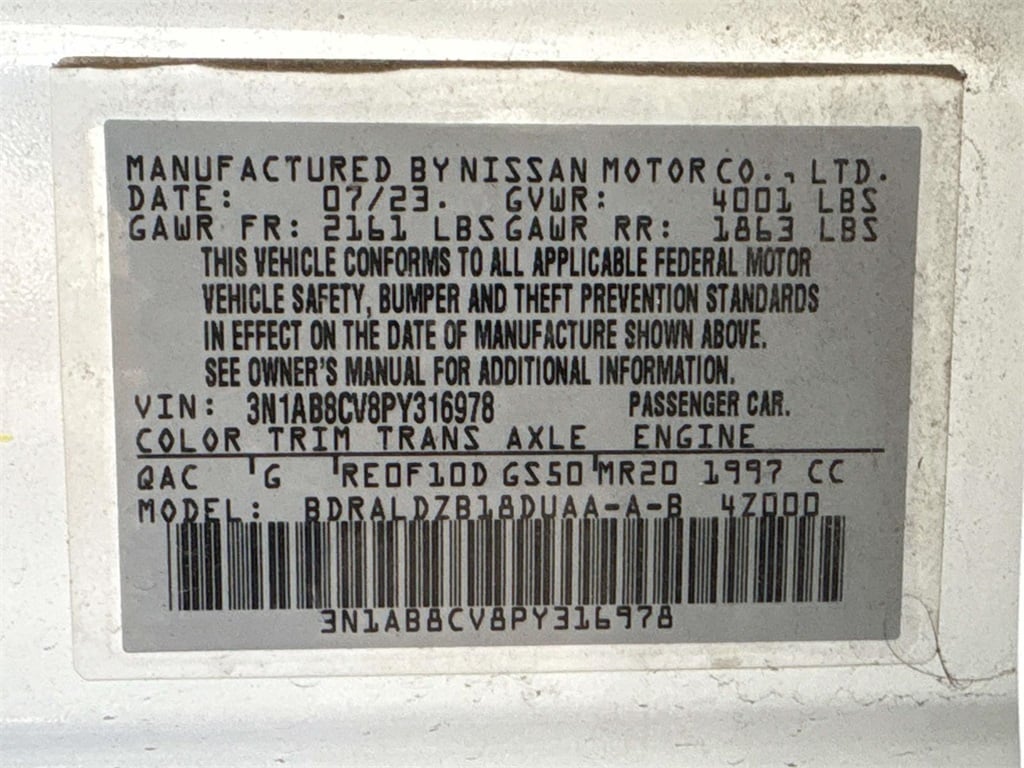 MANUFACTURED BY NISSAN MOTOR CO., LTD.
DATE: 07/23. GVWR: 4001 LBS
GAWR FR: 2161 LBS GAWR RR: 1863 LBS
THIS VEHICLE CONFORMS TO ALL APPLICABLE FEDERAL MOTOR
VEHICLE SAFETY, BUMPER AND THEFT PREVENTION STANDARDS
IN EFFECT ON THE DATE OF MANUFACTURE SHOWN ABOVE.
SEE OWNER'S MANUAL FOR ADDITIONAL INFORMATION.
VIN: 3N1AB8CV8PY316978 PASSENGER CAR.
COLOR TRIM TRANS AXLE ENGINE
QAC G RE0F10D GS50 MR20 1997 CC
MODEL: BDRALDZB18DUAA-A-B 4Z000
3N1AB8CV8PY316978